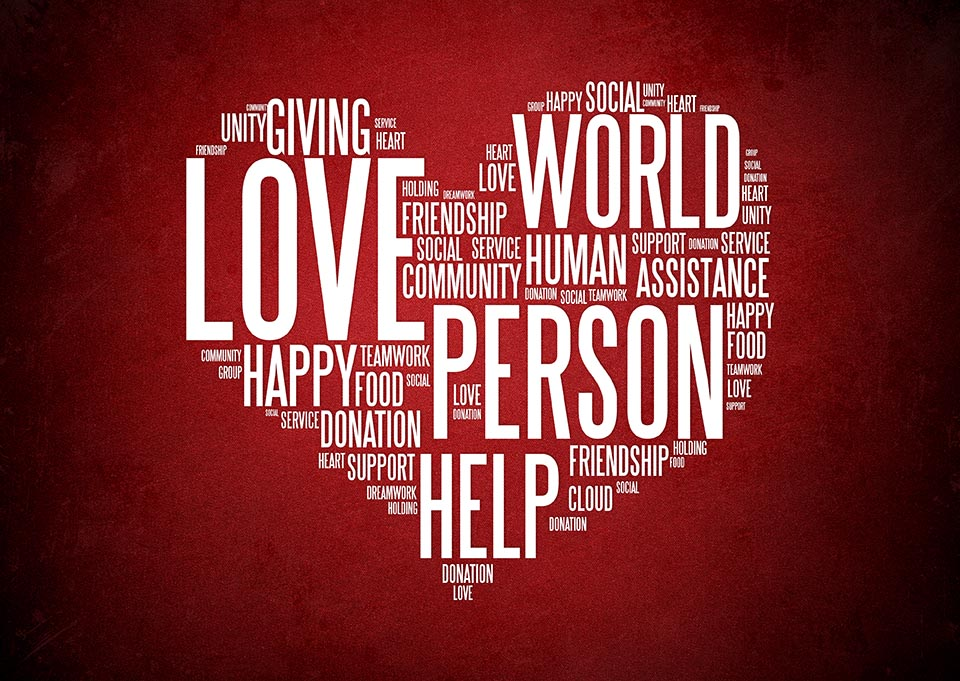 COMMUNITY
UNITY GIVING SERVICE
HEART
FRIENDSHIP
LOVE
GROUP HAPPY SOCIAL UNITY
COMMUNITY HEART FRIENDSHIP
WORLD
HEART
LOVE
GROUP
SOCIAL
DONATION
HEART
UNITY
HOLDING DREAMWORK
FRIENDSHIP
SOCIAL SERVICE
COMMUNITY
HUMAN
SUPPORT DONATION SERVICE
ASSISTANCE
DONATION SOCIAL TEAMWORK
PERSON
HAPPY
FOOD
TEAMWORK
LOVE
SUPPORT
COMMUNITY
GROUP
HAPPY
TEAMWORK
FOOD SOCIAL
LOVE
DONATION
SOCIAL SERVICE
DONATION
HEART SUPPORT
DREAMWORK
HOLDING
HELP
FRIENDSHIP HOLDING
FOOD
CLOUD SOCIAL
DONATION
DONATION
LOVE